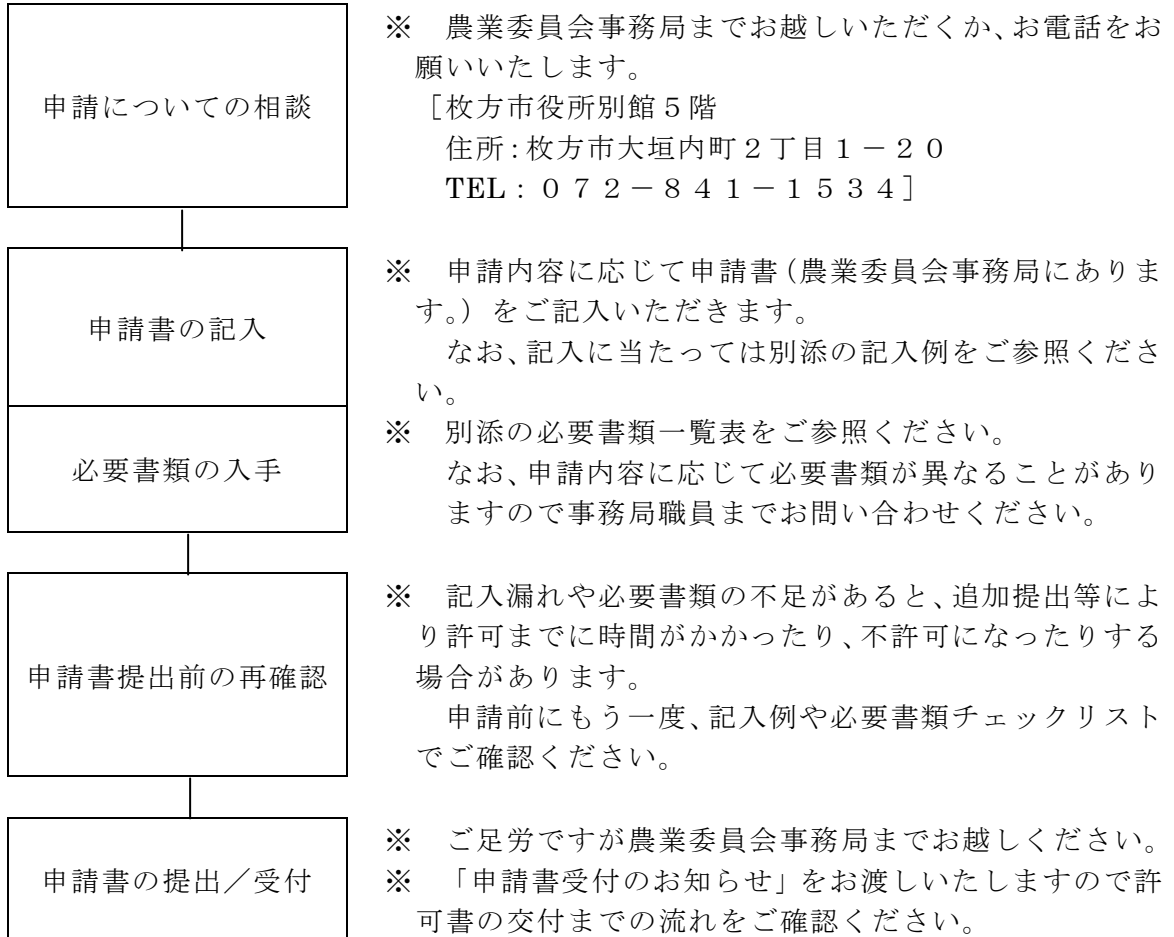 申請についての相談
※　農業委員会事務局までお越しいただくか、お電話をお
願いいたします。
［枚方市役所別館５階
住所：枚方市大垣内町２丁目１－２０
TEL：０７２－８４１－１５３４］
申請書の記入
※　申請内容に応じて申請書（農業委員会事務局にありま
す。）をご記入いただきます。
なお、記入に当たっては別添の記入例をご参照くださ
い。
必要書類の入手
※　別添の必要書類一覧表をご参照ください。
なお、申請内容に応じて必要書類が異なることがあり
ますので事務局職員までお問い合わせください。
申請書提出前の再確認
※　記入漏れや必要書類の不足があると、追加提出等によ
り許可までに時間がかかったり、不許可になったりする
場合があります。
申請前にもう一度、記入例や必要書類チェックリスト
でご確認ください。
申請書の提出／受付
※　ご足労ですが農業委員会事務局までお越しください。
※　「申請書受付のお知らせ」をお渡しいたしますので許
可書の交付までの流れをご確認ください。